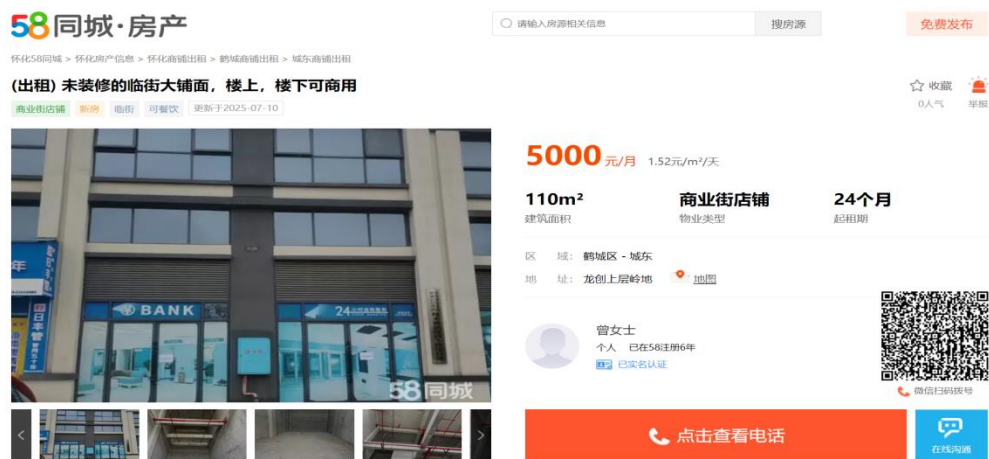 58同城·房产
请输入房源相关信息
搜房源
免费发布
怀化58同城 > 怀化房产信息 > 怀化商铺出租 > 鹤城商铺出租 > 城东商铺出租
(出租) 未装修的临街大铺面，楼上，楼下可商用
收藏
0人气
举报
商业街店铺 新房 临街 可餐饮 更新于2025-07-10
5000 元/月 1.52元/m²/天
110m² 商业街店铺 24个月
建筑面积 物业类型 起租期
区 域： 鹤城区 - 城东
地 址： 龙创上层岭地 地图
曾女士
个人 已在58注册6年
已实名认证
微信扫码拨号
点击查看电话
在线沟通
年
日丰管
BANK
24
58同城